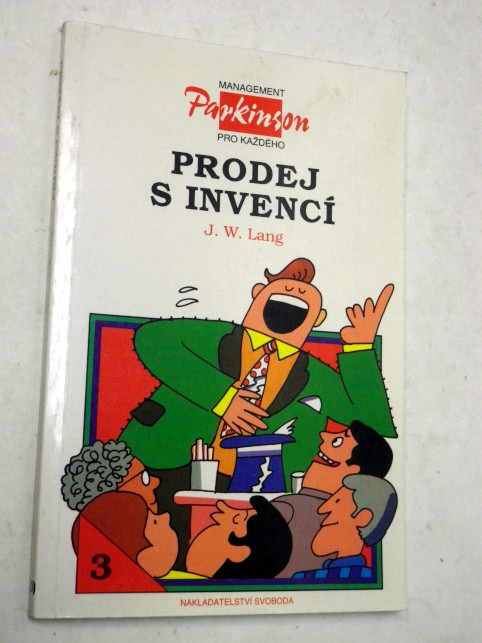 MANAGEMENT
Parkinson
PRO KAŽDÉHO
PRODEJ
S INVENCÍ
J. W. Lang
3
NAKLADATELSTVÍ SVOBODA